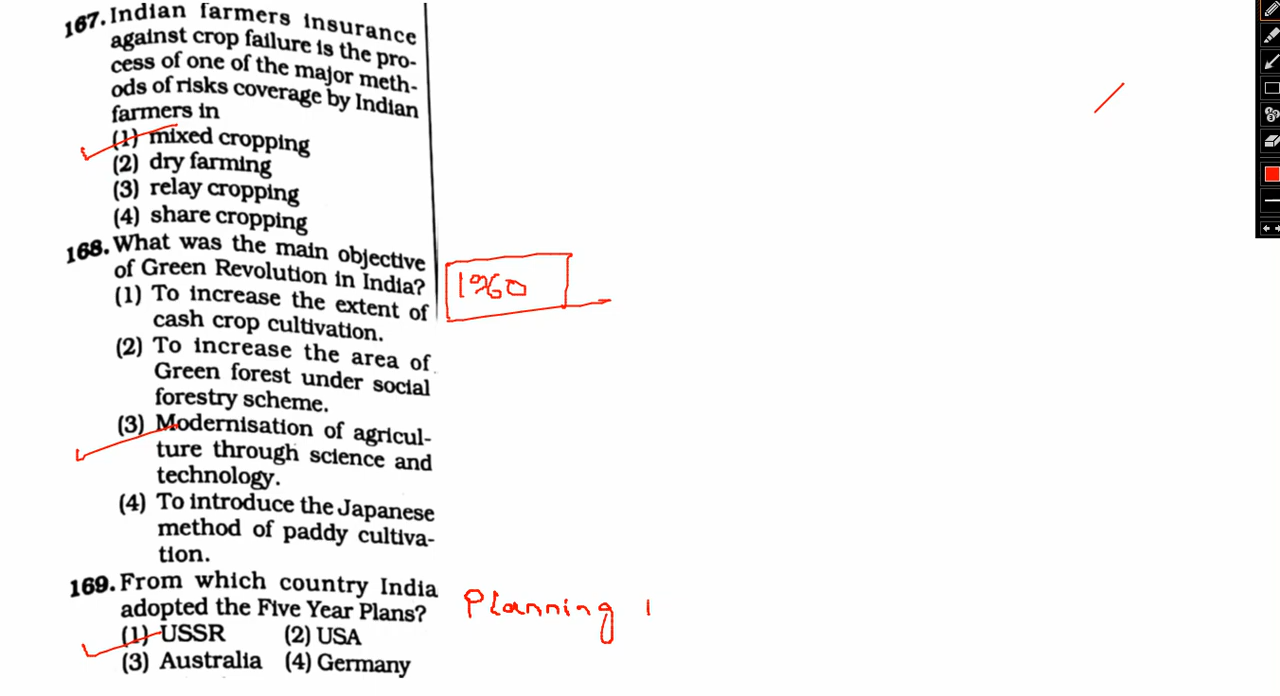 167. Indian farmers insurance
against crop failure is the pro-
cess of one of the major meth-
ods of risks coverage by Indian
farmers in
(1) mixed cropping
(2) dry farming
(3) relay cropping
(4) share cropping
168. What was the main objective
of Green Revolution in India?
1960
(1) To increase the extent of
cash crop cultivation.
(2) To increase the area of
Green forest under social
forestry scheme.
(3) Modernisation of agricul-
ture through science and
technology.
(4) To introduce the Japanese
method of paddy cultiva-
tion.
169. From which country India
adopted the Five Year Plans?
Planning
(1) USSR (2) USA
(3) Australia (4) Germany